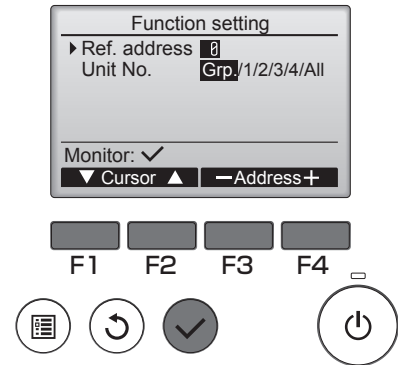 Function setting
Ref. address 0
Unit No. Grp./1/2/3/4/All
Monitor: ✓
▼ Cursor ▲ −Address+
F1 F2 F3 F4